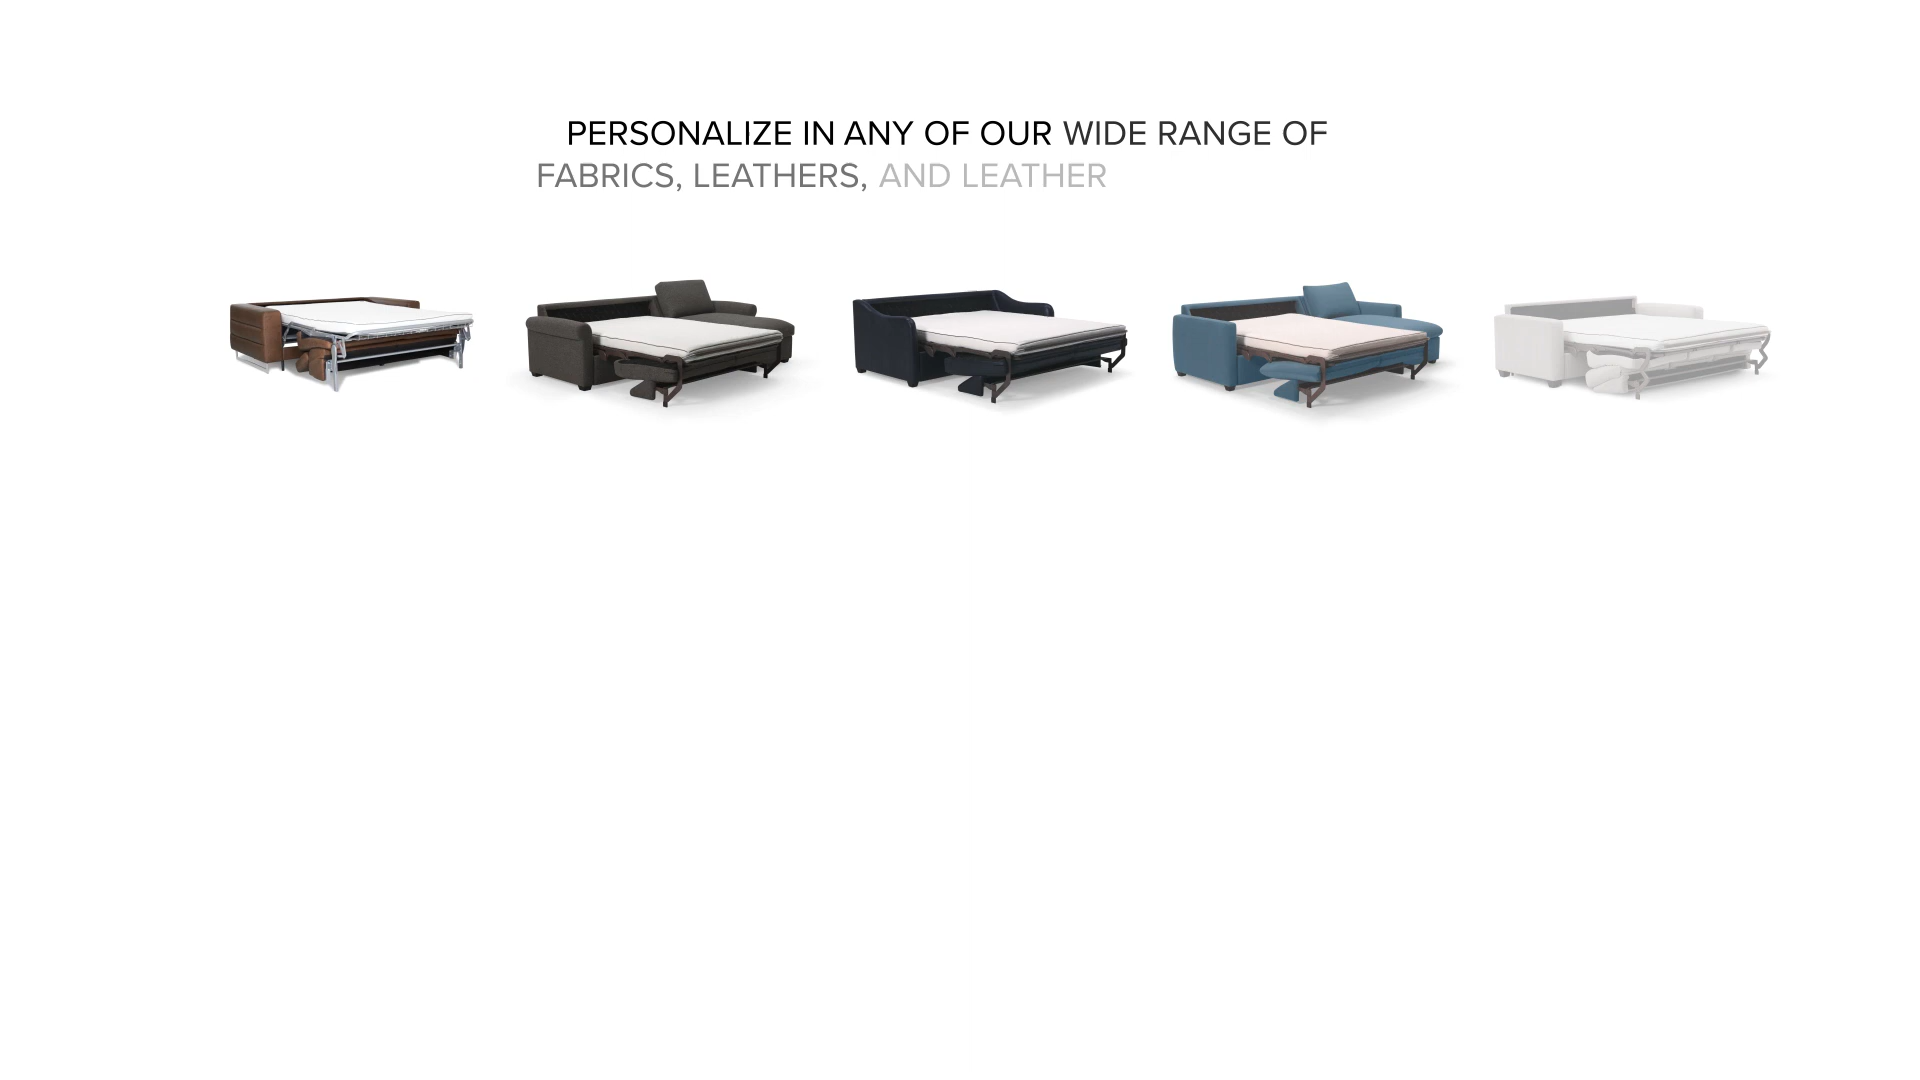 PERSONALIZE IN ANY OF OUR WIDE RANGE OF
FABRICS, LEATHERS, AND LEATHER